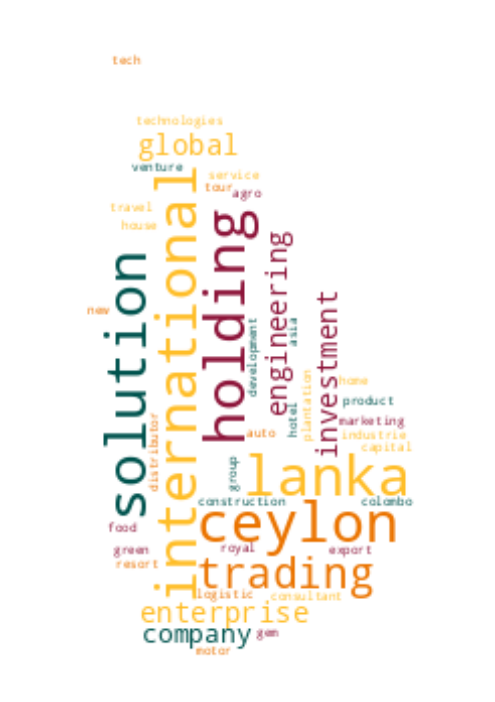 tech
technologies
global
venture
service
tour
agro
travel
house
international
holding
solution
engineering
new
investment
development
asia
home
plantation
product
hotel
marketing
distributor
auto
industrie
capital
group
lanka
construction
colombo
ceylon
food
green
royal
export
resort
trading
logistic
consultant
enterprise
company
gem
motor